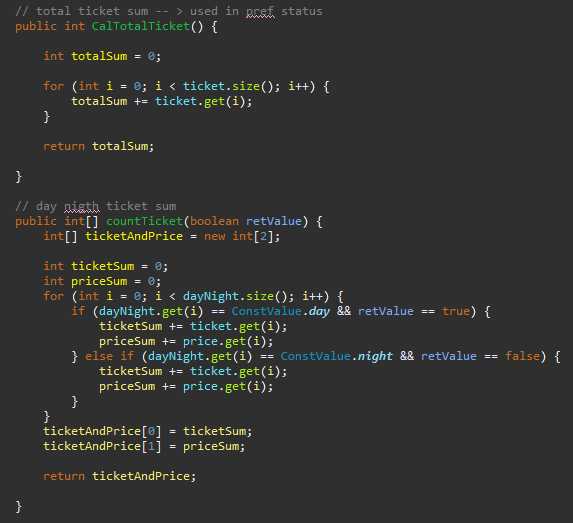 // total ticket sum -- > used in pref status
public int CalTotalTicket() {
int totalSum = 0;
for (int i = 0; i < ticket.size(); i++) {
totalSum += ticket.get(i);
}
return totalSum;
}
// day nigth ticket sum
public int[] countTicket(boolean retValue) {
int[] ticketAndPrice = new int[2];
int ticketSum = 0;
int priceSum = 0;
for (int i = 0; i < dayNight.size(); i++) {
if (dayNight.get(i) == ConstValue.day && retValue == true) {
ticketSum += ticket.get(i);
priceSum += price.get(i);
} else if (dayNight.get(i) == ConstValue.night && retValue == false) {
ticketSum += ticket.get(i);
priceSum += price.get(i);
}
}
ticketAndPrice[0] = ticketSum;
ticketAndPrice[1] = priceSum;
return ticketAndPrice;
}